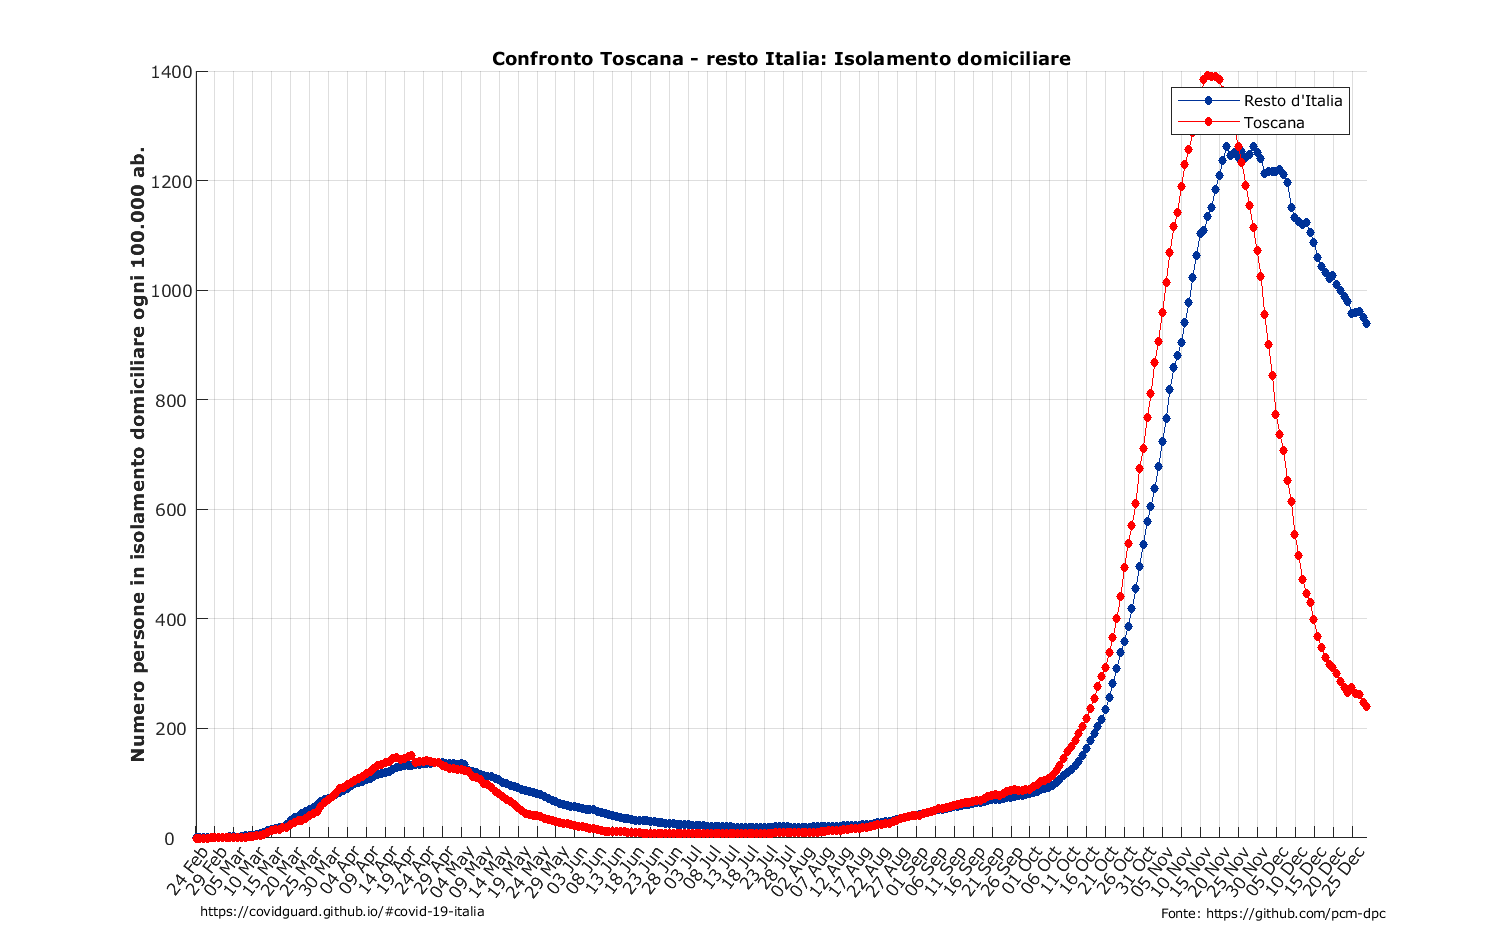 Confronto Toscana - resto Italia: Isolamento domiciliare
Numero persone in isolamento domiciliare ogni 100.000 ab.
1400
1200
1000
800
600
400
200
0
Resto d'Italia
Toscana
24 Feb
29 Feb
05 Mar
10 Mar
15 Mar
20 Mar
25 Mar
30 Mar
04 Apr
09 Apr
14 Apr
19 Apr
24 Apr
29 Apr
04 May
09 May
14 May
19 May
24 May
29 May
03 Jun
08 Jun
13 Jun
18 Jun
23 Jun
28 Jun
03 Jul
08 Jul
13 Jul
18 Jul
23 Jul
28 Jul
02 Aug
07 Aug
12 Aug
17 Aug
22 Aug
27 Aug
01 Sep
06 Sep
11 Sep
16 Sep
21 Sep
26 Sep
01 Oct
06 Oct
11 Oct
16 Oct
21 Oct
26 Oct
31 Oct
05 Nov
10 Nov
15 Nov
20 Nov
25 Nov
30 Nov
05 Dec
10 Dec
15 Dec
20 Dec
25 Dec
https://covidguard.github.io/#covid-19-italia
Fonte: https://github.com/pcm-dpc